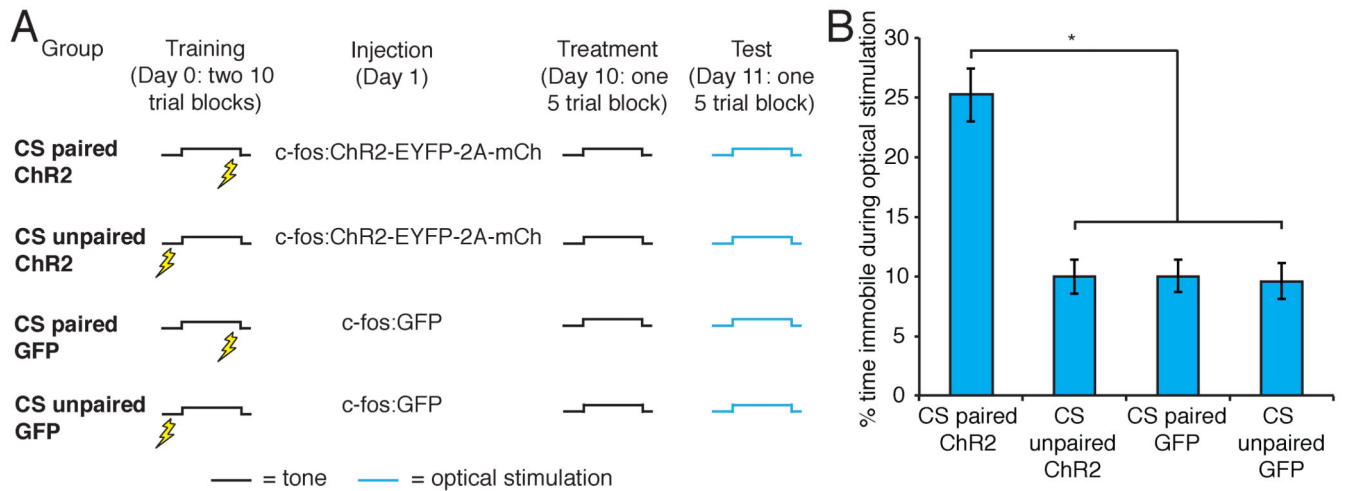 A
Group
Training
(Day 0: two 10
trial blocks)
Injection
(Day 1)
Treatment
(Day 10: one
5 trial block)
Test
(Day 11: one
5 trial block)
CS paired
ChR2
c-fos:ChR2-EYFP-2A-mCh
CS unpaired
ChR2
c-fos:ChR2-EYFP-2A-mCh
CS paired
GFP
c-fos:GFP
CS unpaired
GFP
c-fos:GFP
= tone
= optical stimulation
B
% time immobile during optical stimulation
30
25
20
15
10
5
0
*
CS paired
ChR2
CS
unpaired
ChR2
CS paired
GFP
CS
unpaired
GFP